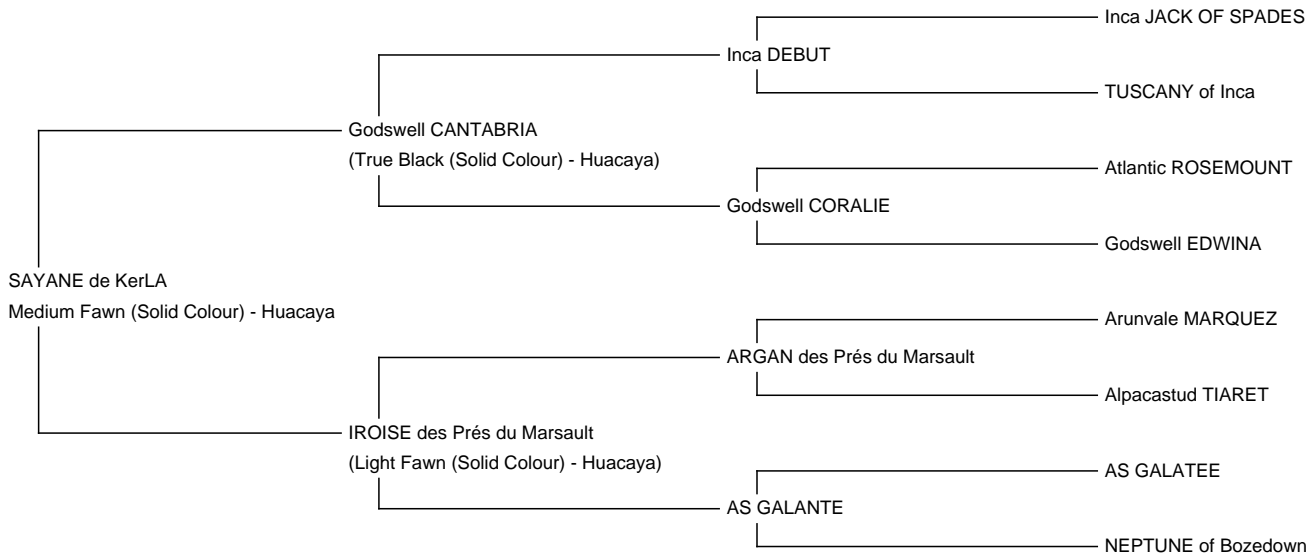 Inca JACK OF SPADES
Inca DEBUT
TUSCANY of Inca
Godswell CANTABRIA
(True Black (Solid Colour) - Huacaya)
Atlantic ROSEMOUNT
Godswell CORALIE
Godswell EDWINA
SAYANE de KerLA
Medium Fawn (Solid Colour) - Huacaya
Arunvale MARQUEZ
ARGAN des Prés du Marsault
Alpacastud TIARET
IROISE des Prés du Marsault
(Light Fawn (Solid Colour) - Huacaya)
AS GALATEE
AS GALANTE
NEPTUNE of Bozedown